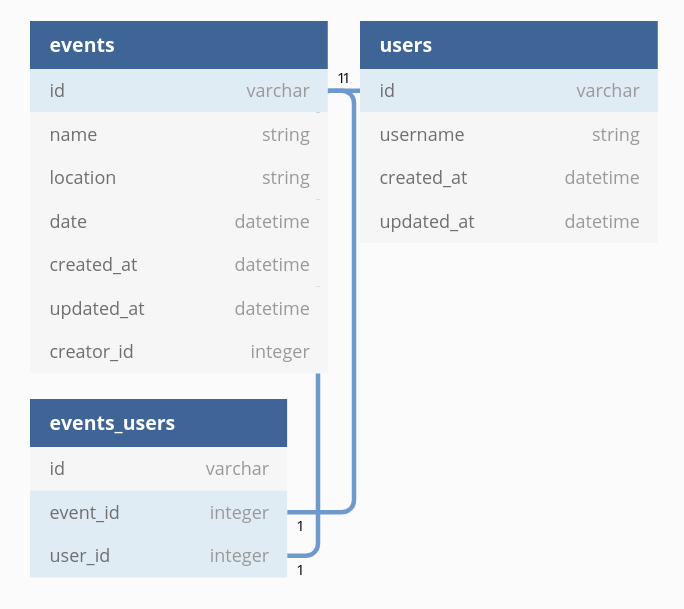 events
id varchar
name string
location string
date datetime
created_at datetime
updated_at datetime
creator_id integer
users
id varchar
username string
created_at datetime
updated_at datetime
11
events_users
id varchar
event_id integer
user_id integer
1
1